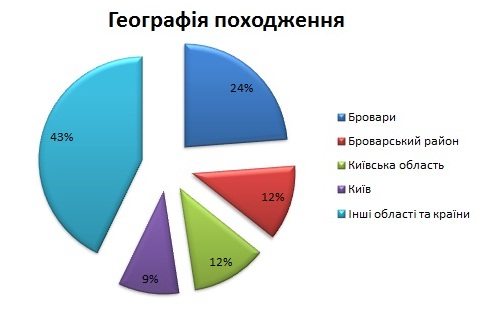 Географія походження
24%
12%
12%
9%
43%
Бровари
Броварський район
Київська область
Київ
Інші області та країни